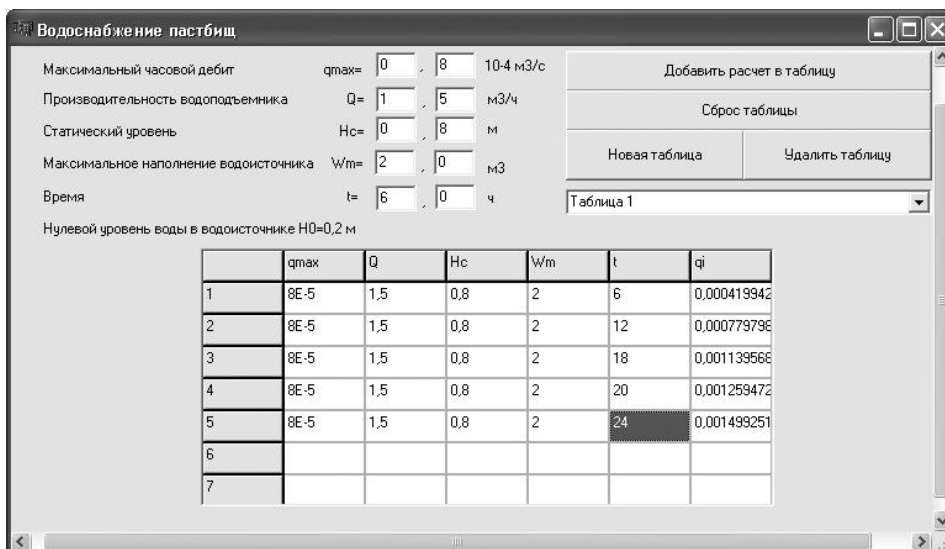 Водоснабжение пастбищ
Максимальный часовой дебит qmax= 0 , 8 10-4 м3/с
Производительность водоподъемника Q= 1 , 5 м3/ч
Статический уровень Hc= 0 , 8 м
Максимальное наполнение водоисточника Wm= 2 , 0 м3
Время t= 6 , 0 ч
Нулевой уровень воды в водоисточнике H0=0,2 м
Добавить расчет в таблицу
Сброс таблицы
Новая таблица Удалить таблицу
Таблица 1
qmax Q Hc Wm t qi
1 8E-5 1,5 0,8 2 6 0,000419942
2 8E-5 1,5 0,8 2 12 0,000779798
3 8E-5 1,5 0,8 2 18 0,001139568
4 8E-5 1,5 0,8 2 20 0,001259472
5 8E-5 1,5 0,8 2 24 0,001499251
6
7